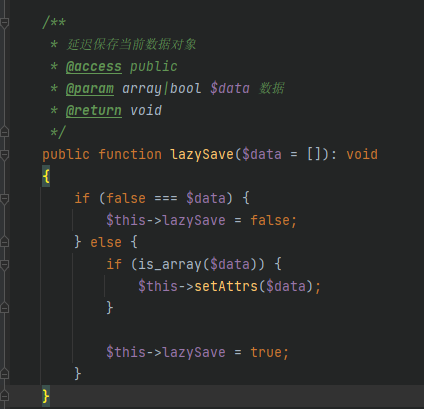 /**
 * 延迟保存当前数据对象
 * @access public
 * @param array|bool $data 数据
 * @return void
 */
public function lazySave($data = []): void
{
    if (false === $data) {
        $this->lazySave = false;
    } else {
        if (is_array($data)) {
            $this->setAttrs($data);
        }

        $this->lazySave = true;
    }
}